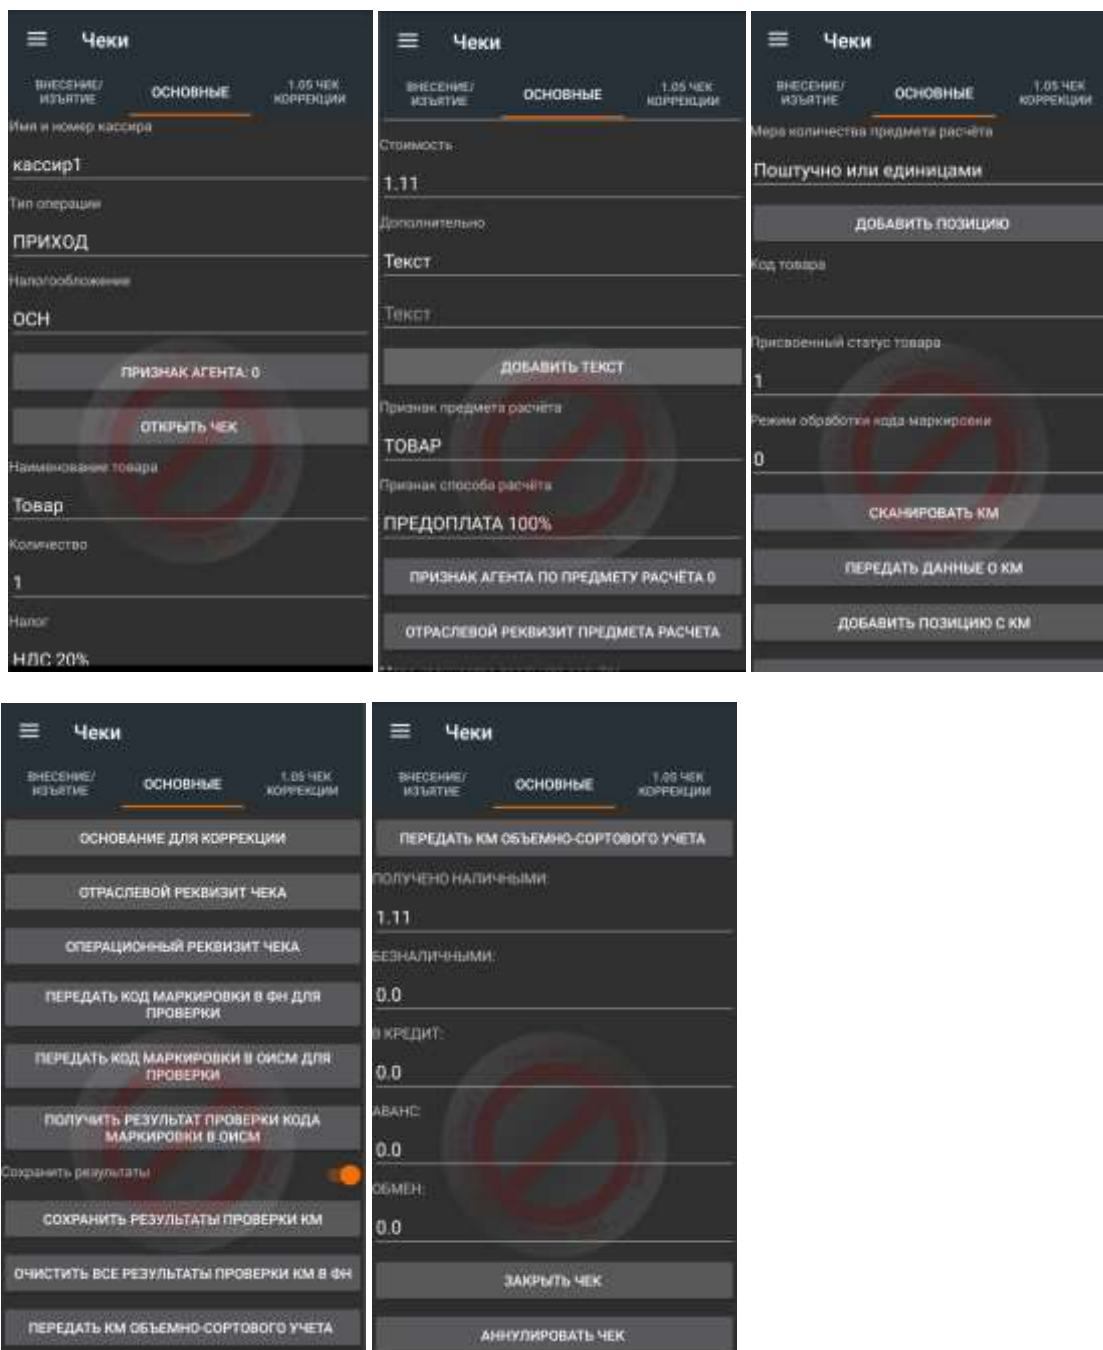 Чеки
ВНЕСЕНИЕ/
ИЗЪЯТИЕ
ОСНОВНЫЕ
1.05 ЧЕК
КОРРЕКЦИИ
Имя и номер кассира
кассир1
Тип операции
ПРИХОД
Налогообложение
ОСН
ПРИЗНАК АГЕНТА: 0
ОТКРЫТЬ ЧЕК
Наименование товара
Товар
Количество
1
Налог
НДС 20%
Чеки
ВНЕСЕНИЕ/
ИЗЪЯТИЕ
ОСНОВНЫЕ
1.05 ЧЕК
КОРРЕКЦИИ
Стоимость
1.11
Дополнительно
Текст
Текст
ДОБАВИТЬ ТЕКСТ
Признак предмета расчёта
ТОВАР
Признак способа расчёта
ПРЕДОПЛАТА 100%
ПРИЗНАК АГЕНТА ПО ПРЕДМЕТУ РАСЧЁТА 0
ОТРАСЛЕВОЙ РЕКВИЗИТ ПРЕДМЕТА РАСЧЕТА
Чеки
ВНЕСЕНИЕ/
ИЗЪЯТИЕ
ОСНОВНЫЕ
1.05 ЧЕК
КОРРЕКЦИИ
Мера количества предмета расчёта
Поштучно или единицами
ДОБАВИТЬ ПОЗИЦИЮ
Код товара
Присвоенный статус товара
1
Режим обработки кода маркировки
0
СКАНИРОВАТЬ КМ
ПЕРЕДАТЬ ДАННЫЕ О КМ
ДОБАВИТЬ ПОЗИЦИЮ С КМ
Чеки
ВНЕСЕНИЕ/
ИЗЪЯТИЕ
ОСНОВНЫЕ
1.05 ЧЕК
КОРРЕКЦИИ
ОСНОВАНИЕ ДЛЯ КОРРЕКЦИИ
ОТРАСЛЕВОЙ РЕКВИЗИТ ЧЕКА
ОПЕРАЦИОННЫЙ РЕКВИЗИТ ЧЕКА
ПЕРЕДАТЬ КОД МАРКИРОВКИ В ФН ДЛЯ
ПРОВЕРКИ
ПЕРЕДАТЬ КОД МАРКИРОВКИ В ОИСМ ДЛЯ
ПРОВЕРКИ
ПОЛУЧИТЬ РЕЗУЛЬТАТ ПРОВЕРКИ КОДА
МАРКИРОВКИ В ОИСМ
Сохранить результаты
СОХРАНИТЬ РЕЗУЛЬТАТЫ ПРОВЕРКИ КМ
ОЧИСТИТЬ ВСЕ РЕЗУЛЬТАТЫ ПРОВЕРКИ КМ В ФН
ПЕРЕДАТЬ КМ ОБЪЕМНО-СОРТОВОГО УЧЕТА
Чеки
ВНЕСЕНИЕ/
ИЗЪЯТИЕ
ОСНОВНЫЕ
1.05 ЧЕК
КОРРЕКЦИИ
ПЕРЕДАТЬ КМ ОБЪЕМНО-СОРТОВОГО УЧЕТА
ПОЛУЧЕНО НАЛИЧНЫМИ:
1.11
БЕЗНАЛИЧНЫМИ:
0.0
В КРЕДИТ:
0.0
АВАНС:
0.0
ОБМЕН:
0.0
ЗАКРЫТЬ ЧЕК
АННУЛИРОВАТЬ ЧЕК